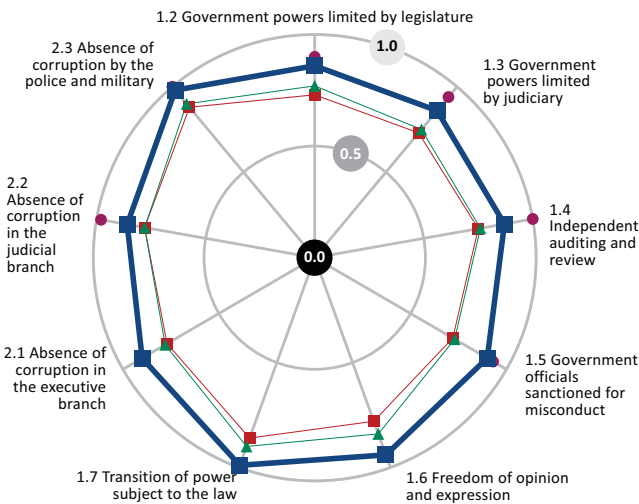 1.2 Government powers limited by legislature
1.0
2.3 Absence of
corruption by the
police and military
1.3 Government
powers limited
by judiciary
0.5
2.2
Absence of
corruption
in the
judicial
branch
1.4
Independent
auditing and
review
0.0
2.1 Absence of
corruption in
the executive
branch
1.5 Government
officials
sanctioned for
misconduct
1.7 Transition of power
subject to the law
1.6 Freedom of opinion
and expression